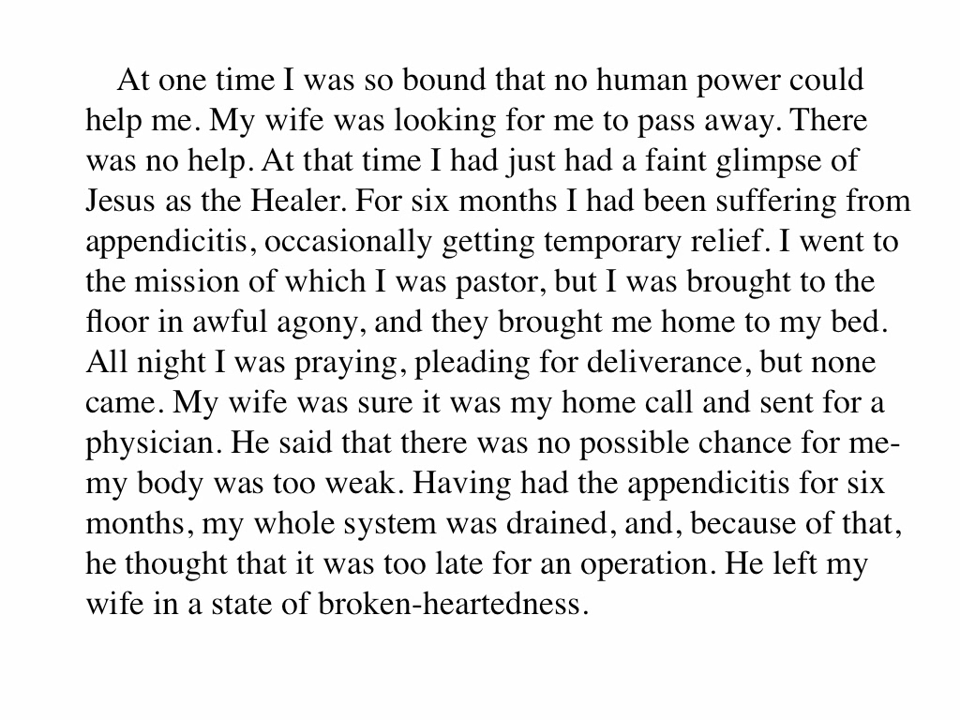 At one time I was so bound that no human power could
help me. My wife was looking for me to pass away. There
was no help. At that time I had just had a faint glimpse of
Jesus as the Healer. For six months I had been suffering from
appendicitis, occasionally getting temporary relief. I went to
the mission of which I was pastor, but I was brought to the
floor in awful agony, and they brought me home to my bed.
All night I was praying, pleading for deliverance, but none
came. My wife was sure it was my home call and sent for a
physician. He said that there was no possible chance for me-
my body was too weak. Having had the appendicitis for six
months, my whole system was drained, and, because of that,
he thought that it was too late for an operation. He left my
wife in a state of broken-heartedness.